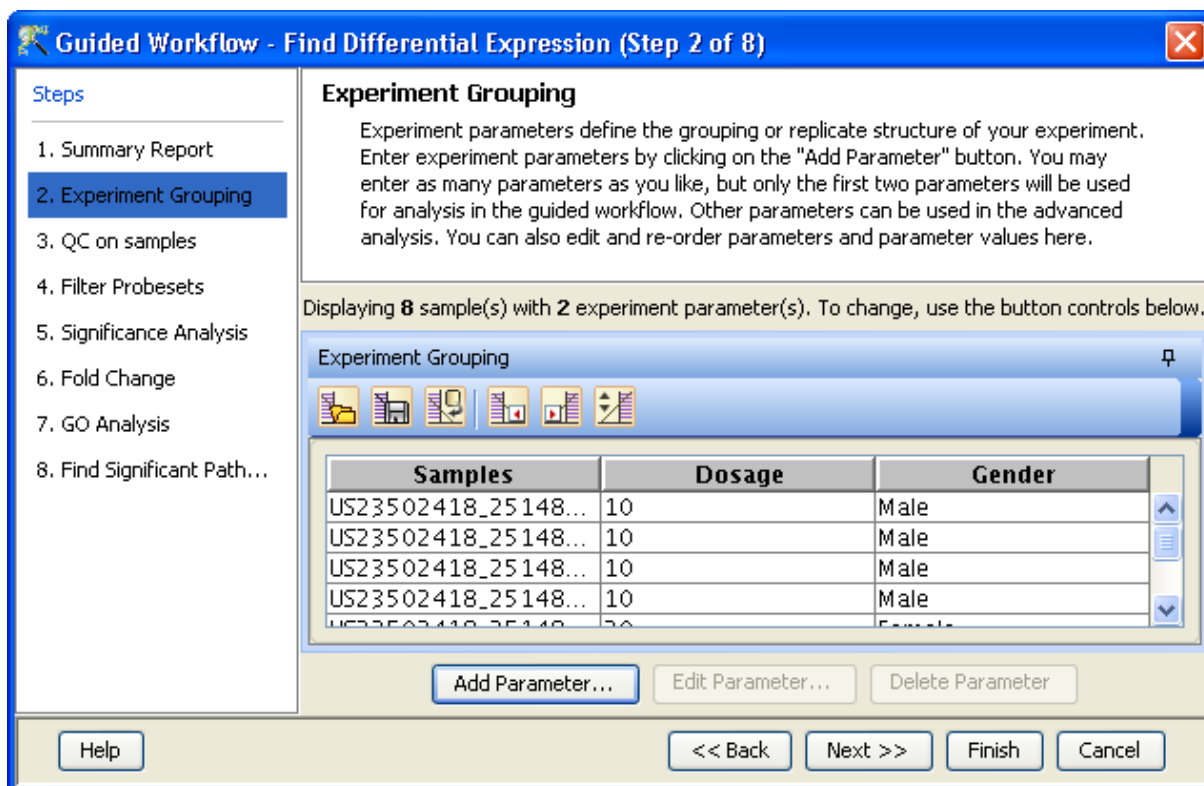 Guided Workflow - Find Differential Expression (Step 2 of 8)
Steps
1. Summary Report
2. Experiment Grouping
3. QC on samples
4. Filter Probesets
5. Significance Analysis
6. Fold Change
7. GO Analysis
8. Find Significant Path...
Experiment Grouping
Experiment parameters define the grouping or replicate structure of your experiment.
Enter experiment parameters by clicking on the "Add Parameter" button. You may
enter as many parameters as you like, but only the first two parameters will be used
for analysis in the guided workflow. Other parameters can be used in the advanced
analysis. You can also edit and re-order parameters and parameter values here.
Displaying 8 sample(s) with 2 experiment parameter(s). To change, use the button controls below.
Experiment Grouping
Samples Dosage Gender
US23502418_25148... 10 Male
US23502418_25148... 10 Male
US23502418_25148... 10 Male
US23502418_25148... 10 Male
Add Parameter... Edit Parameter... Delete Parameter
Help << Back Next >> Finish Cancel